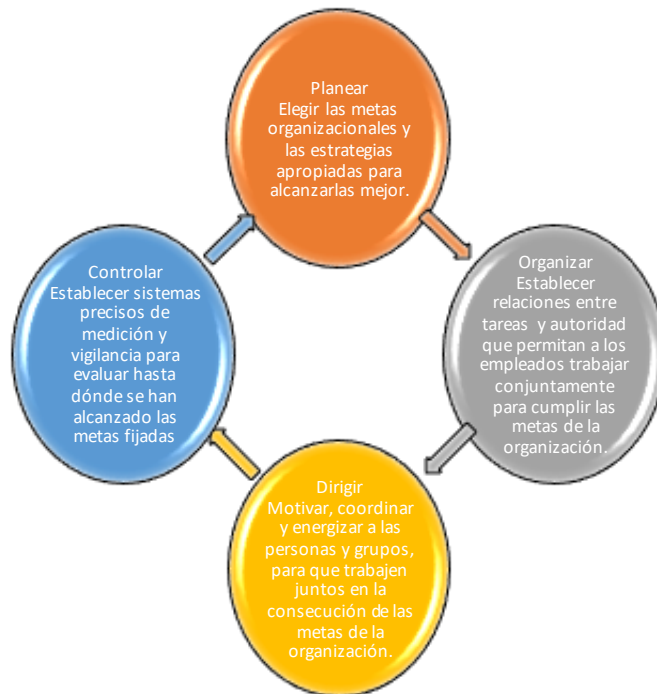 Planear
Elegir las metas
organizacionales y
las estrategias
apropiadas para
alcanzarlas mejor.
Organizar
Establecer
relaciones entre
tareas y autoridad
que permitan a los
empleados trabajar
conjuntamente
para cumplir las
metas de la
organización.
Dirigir
Motivar, coordinar
y energizar a las
personas y grupos,
para que trabajen
juntos en la
consecución de las
metas de la
organización.
Controlar
Establecer sistemas
precisos de
medición y
vigilancia para
evaluar hasta
dónde se han
alcanzado las
metas fijadas